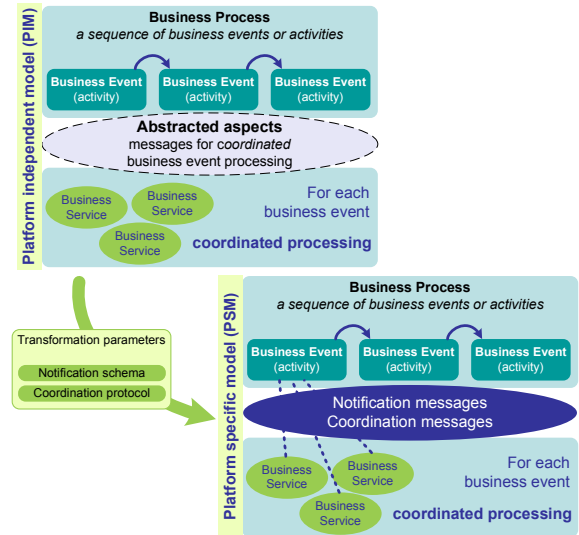 Platform independent model (PIM)
Business Process
a sequence of business events or activities
Business Event
(activity)
Business Event
(activity)
Business Event
(activity)
Abstracted aspects
messages for coordinated
business event processing
Business
Service
Business
Service
Business
Service
For each
business event
coordinated processing
Transformation parameters
Notification schema
Coordination protocol
Platform specific model (PSM)
Business Process
a sequence of business events or activities
Business Event
(activity)
Business Event
(activity)
Business Event
(activity)
Notification messages
Coordination messages
Business
Service
Business
Service
Business
Service
For each
business event
coordinated processing